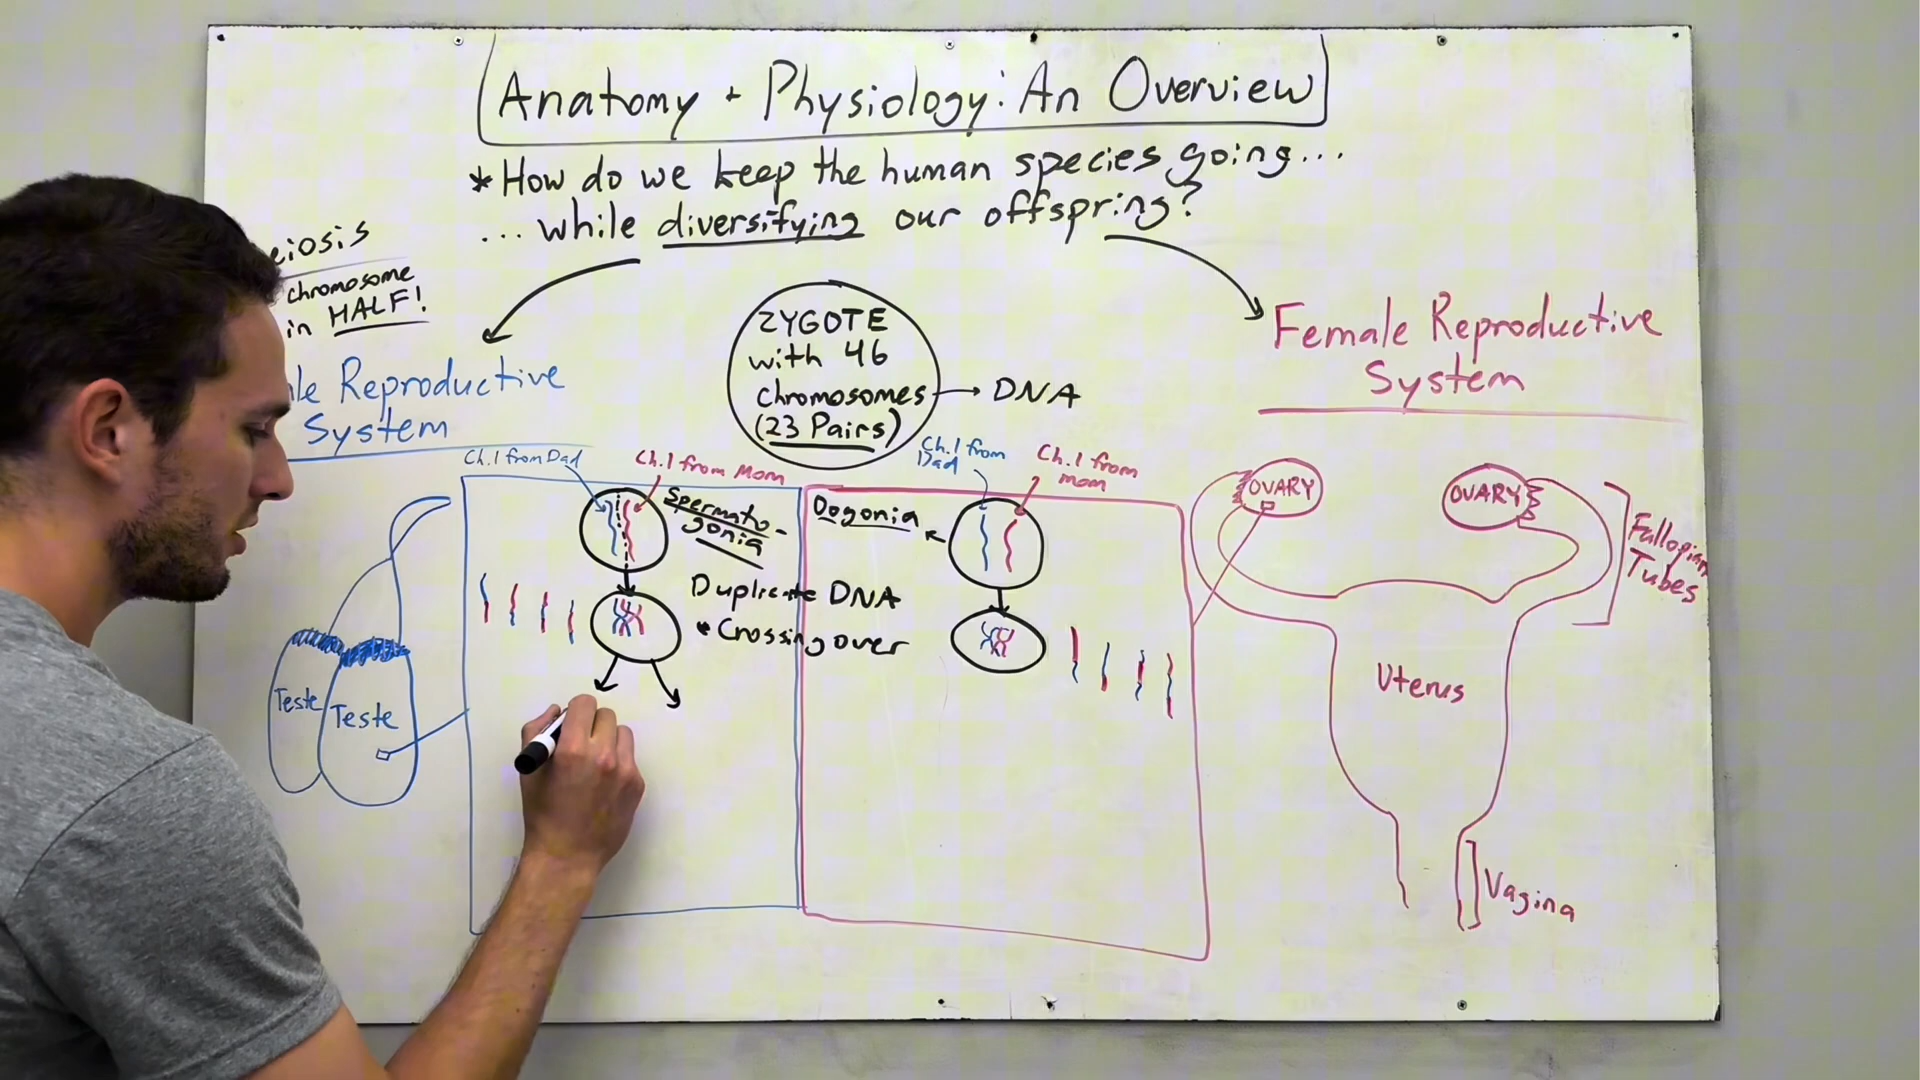 Anatomy + Physiology: An Overview
* How do we keep the human species going...
... while diversifying our offspring?
eiosis
chromosome
in HALF!
le Reproductive
System
ZYGOTE
with 46
chromosomes → DNA
(23 Pairs)
Female Reproductive
System
Ch.1 from Dad
Ch.1 from Mom
Spermato-
gonia
Duplicate DNA
* Crossing over
Teste
Teste
Ch.1 from
Dad
Ch.1 from
mom
Oogonia
OVARY
OVARY
Fallopian
Tubes
Uterus
Vagina